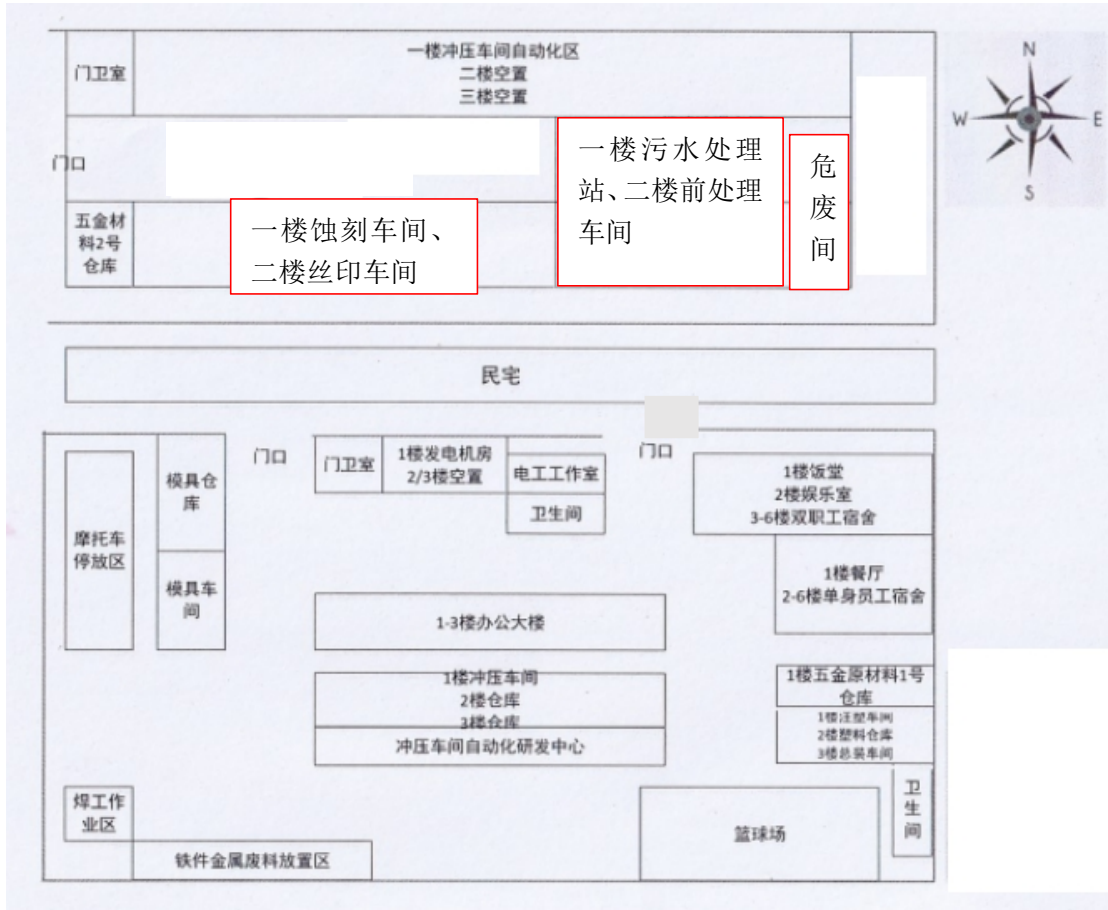 一楼冲压车间自动化区
二楼空置
三楼空置
门卫室
N
W
E
S
门口
一楼污水处理
站、二楼前处理
车间
危
废
间
五金材
料2号
仓库
一楼蚀刻车间、
二楼丝印车间
民宅
门口
门卫室
1楼发电机房
2/3楼空置
电工工作室
卫生间
门口
模具仓
库
1楼饭堂
2楼娱乐室
3-6楼双职工宿舍
摩托车
停放区
模具车
间
1楼餐厅
2-6楼单身员工宿舍
1-3楼办公大楼
1楼冲压车间
2楼仓库
3楼仓库
冲压车间自动化研发中心
1楼五金原材料1号
仓库
1楼注塑车间
2楼塑料仓库
3楼总装车间
焊工作
业区
铁件金属废料放置区
篮球场
卫
生
间